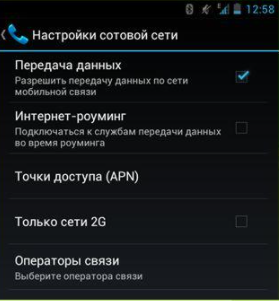 12:58
Настройки сотовой сети
Передача данных
Разрешить передачу данных по сети
мобильной связи
Интернет-роуминг
Подключаться к службам передачи данных
во время роуминга
Точки доступа (APN)
Только сети 2G
Операторы связи
Выберите оператора связи